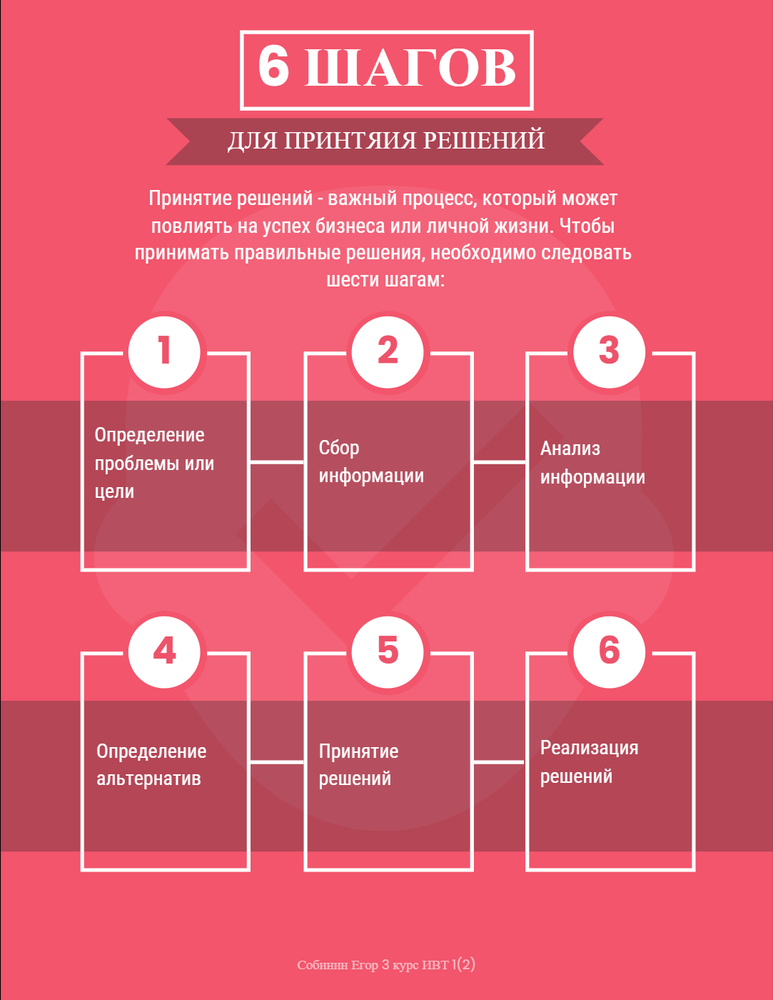 6 ШАГОВ
ДЛЯ ПРИНТЯИЯ РЕШЕНИЙ
Принятие решений - важный процесс, который может
повлиять на успех бизнеса или личной жизни. Чтобы
принимать правильные решения, необходимо следовать
шести шагам:
1
Определение
проблемы или
цели
2
Сбор
информации
3
Анализ
информации
4
Определение
альтернатив
5
Принятие
решений
6
Реализация
решений
Собинин Егор 3 курс ИВТ 1(2)